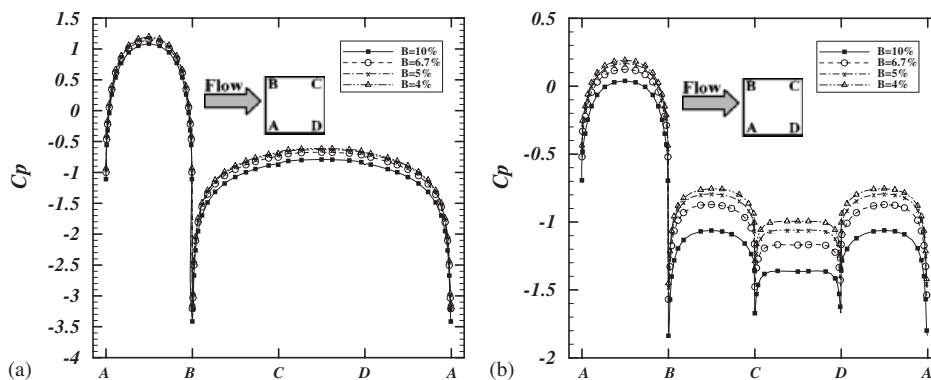 (a)
Cp
1.5
1
0.5
0
-0.5
-1
-1.5
-2
-2.5
-3
-3.5
-4
A B C D A
Flow
B C
A D
B=10%
B=6.7%
B=5%
B=4%
(b)
Cp
0.5
0
-0.5
-1
-1.5
-2
A B C D A
Flow
B C
A D
B=10%
B=6.7%
B=5%
B=4%